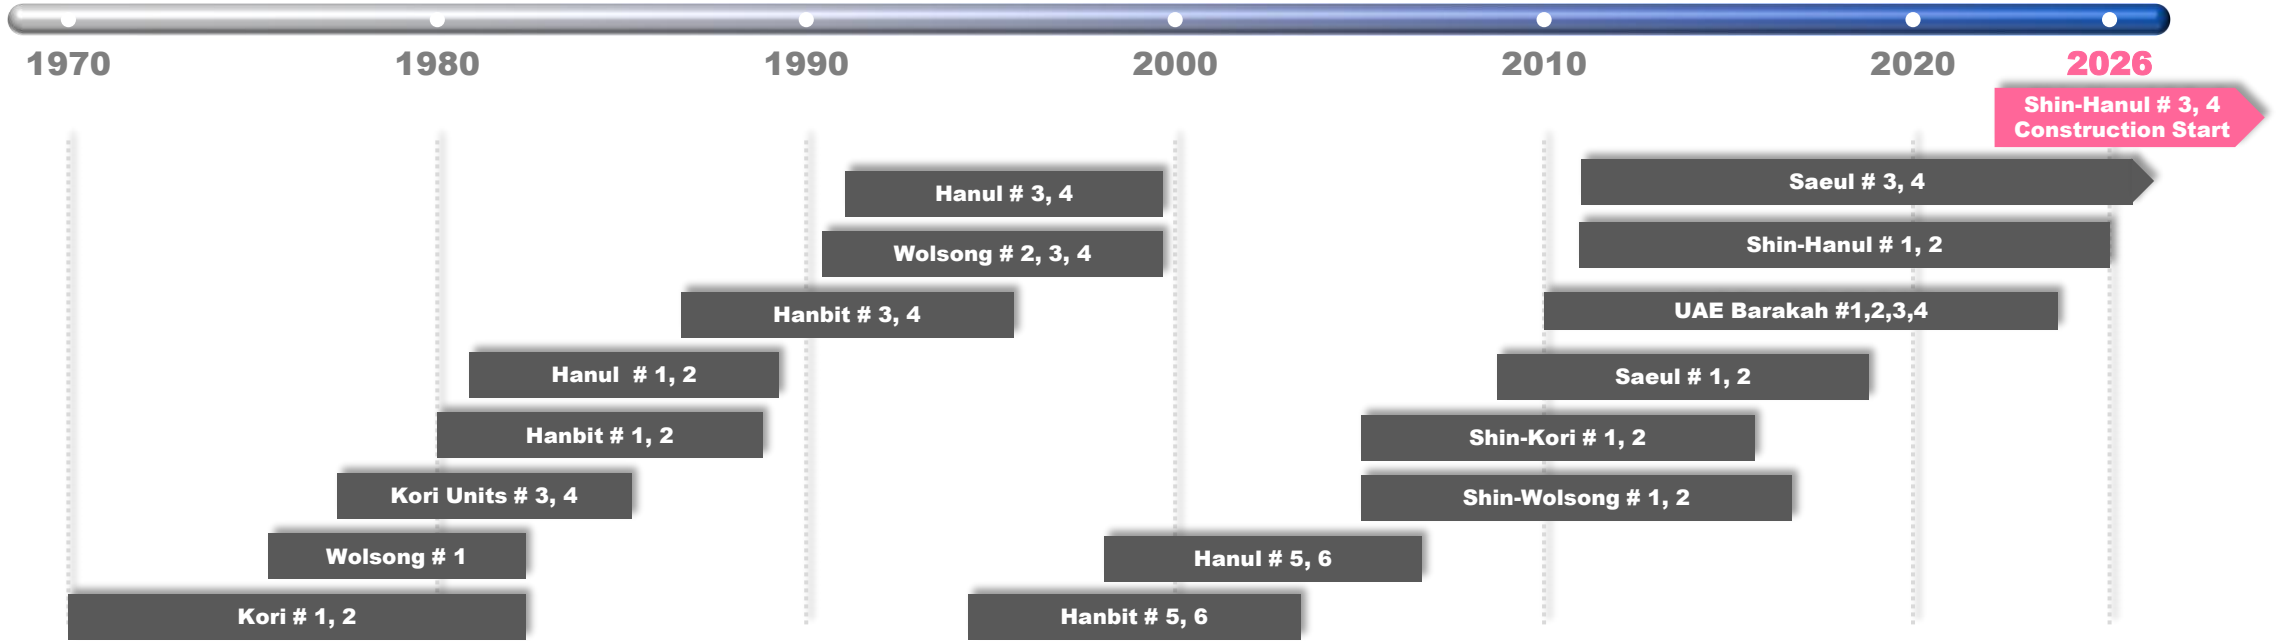 1970 1980 1990 2000 2010 2020 2026
Shin-Hanul # 3, 4
Construction Start
Saeul # 3, 4
Hanul # 3, 4
Shin-Hanul # 1, 2
Wolsong # 2, 3, 4
UAE Barakah #1,2,3,4
Hanbit # 3, 4
Hanul # 1, 2
Saeul # 1, 2
Hanbit # 1, 2
Shin-Kori # 1, 2
Kori Units # 3, 4
Shin-Wolsong # 1, 2
Wolsong # 1
Hanul # 5, 6
Kori # 1, 2
Hanbit # 5, 6